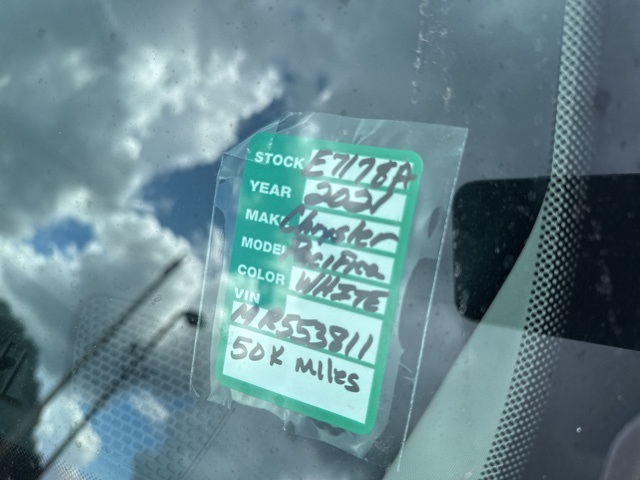 STOCK E7178A
YEAR 2021
MAKE Chrysler
MODEL Pacifica
COLOR WHITE
VIN
MR553811
50K Miles